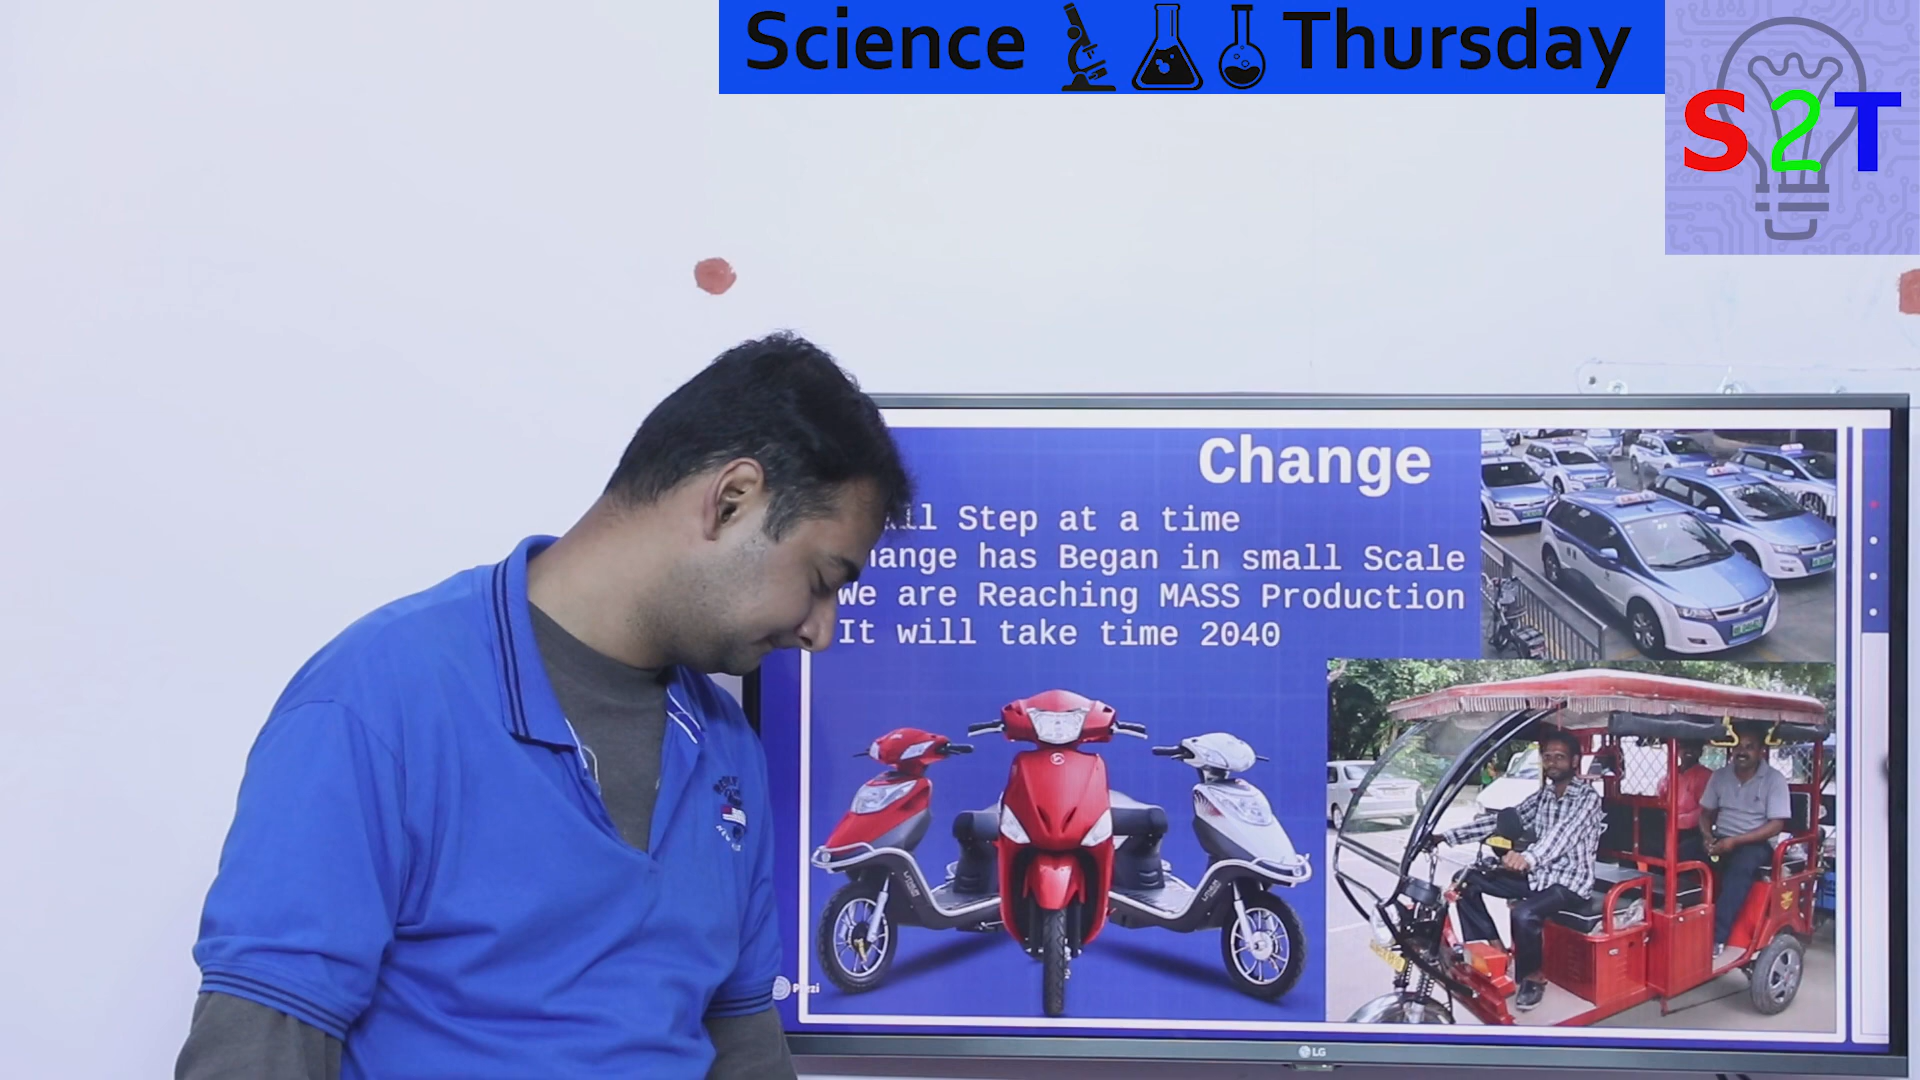 Science Thursday
S2T
Change
Step at a time
hange has Began in small Scale
We are Reaching MASS Production
It will take time 2040
LG